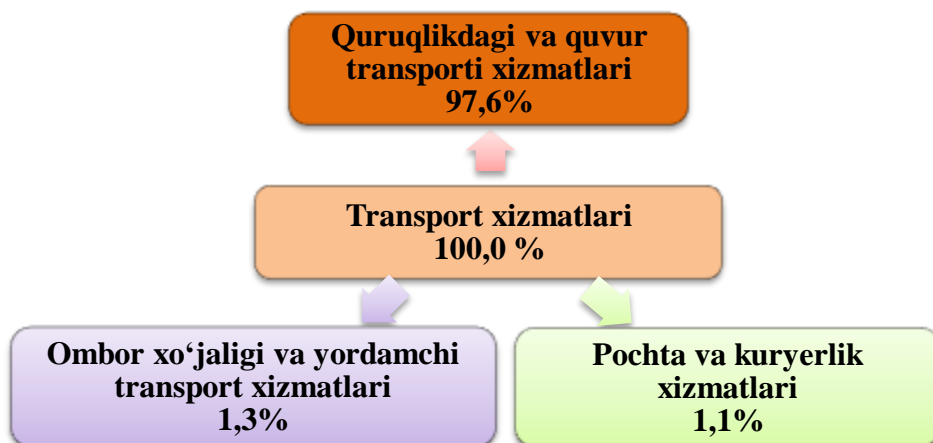 Quruqlikdagi va quvur
transporti xizmatlari
97,6%
Transport xizmatlari
100,0 %
Ombor xo‘jaligi va yordamchi
transport xizmatlari
1,3%
Pochta va kuryerlik
xizmatlari
1,1%